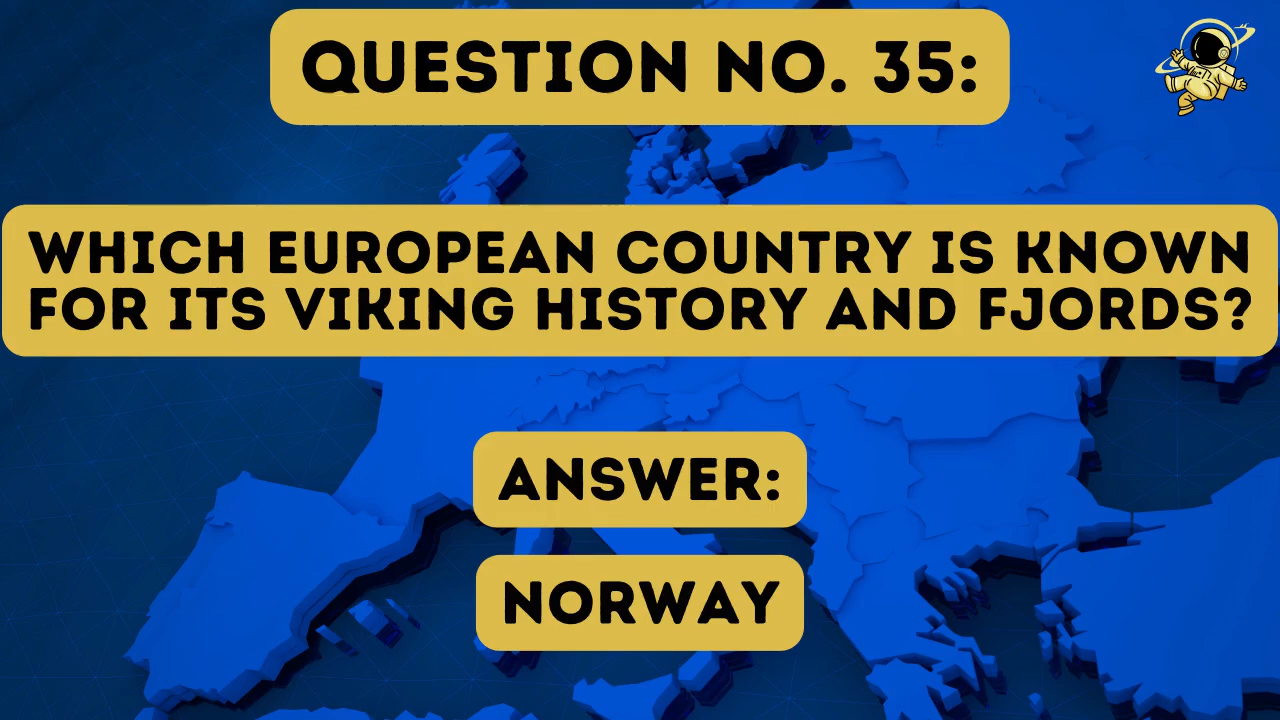 QUESTION NO. 35:
WHICH EUROPEAN COUNTRY IS KNOWN
FOR ITS VIKING HISTORY AND FJORDS?
ANSWER:
NORWAY